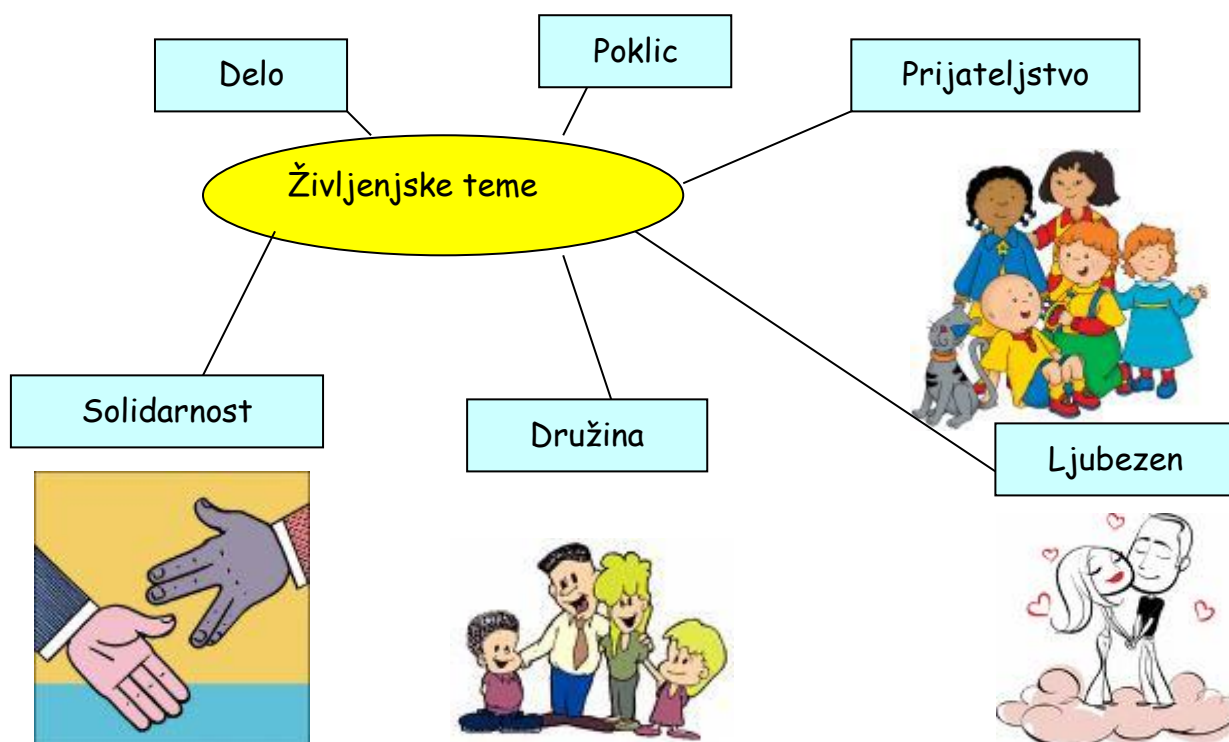 Delo
Poklic
Prijateljstvo
Življenjske teme
Solidarnost
Družina
Ljubezen